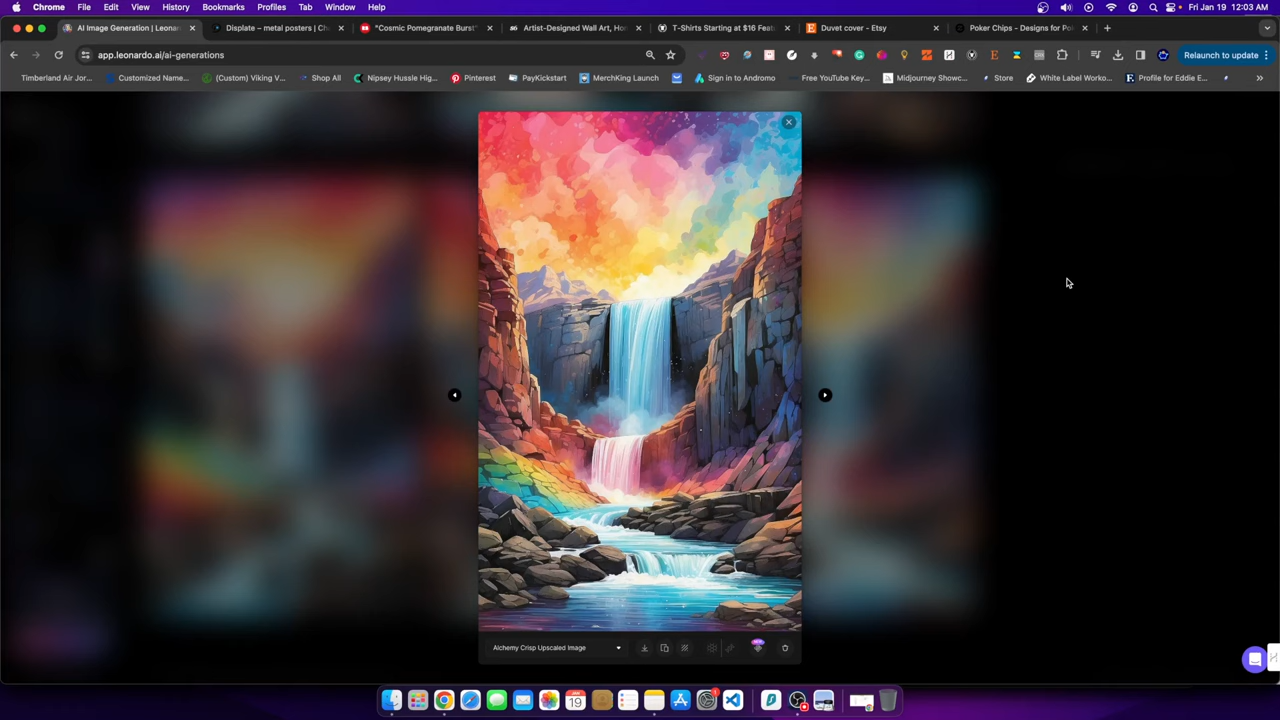 Chrome File Edit View History Bookmarks Profiles Tab Window Help Fri Jan 19 12:03 AM
AI Image Generation | Leonar Displate – metal posters | Cha "Cosmic Pomegranate Burst" Artist-Designed Wall Art, Ho T-Shirts Starting at $16 Feat Duvet cover - Etsy Poker Chips - Designs for Pok
app.leonardo.ai/ai-generations Relaunch to update
Timberland Air Jor... Customized Name... (Custom) Viking V... Shop All Nipsey Hussle Hig... Pinterest PayKickstart MerchKing Launch Sign in to Andromo Free YouTube Key... Midjourney Showc... Store White Label Worko... Profile for Eddie E...
Alchemy Crisp Upscaled Image
NEW